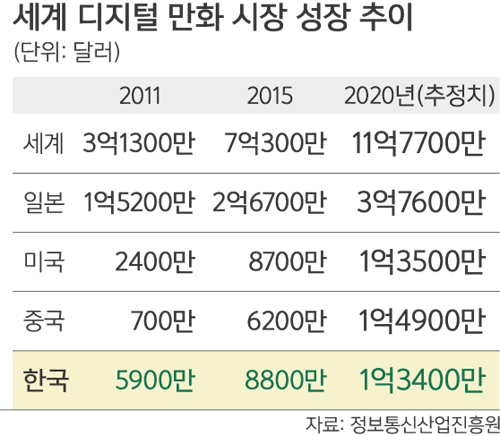 세계 디지털 만화 시장 성장 추이
(단위: 달러)
2011 2015 2020년(추정치)
세계 3억1300만 7억300만 11억7700만
일본 1억5200만 2억6700만 3억7600만
미국 2400만 8700만 1억3500만
중국 700만 6200만 1억4900만
한국 5900만 8800만 1억3400만
자료: 정보통신산업진흥원